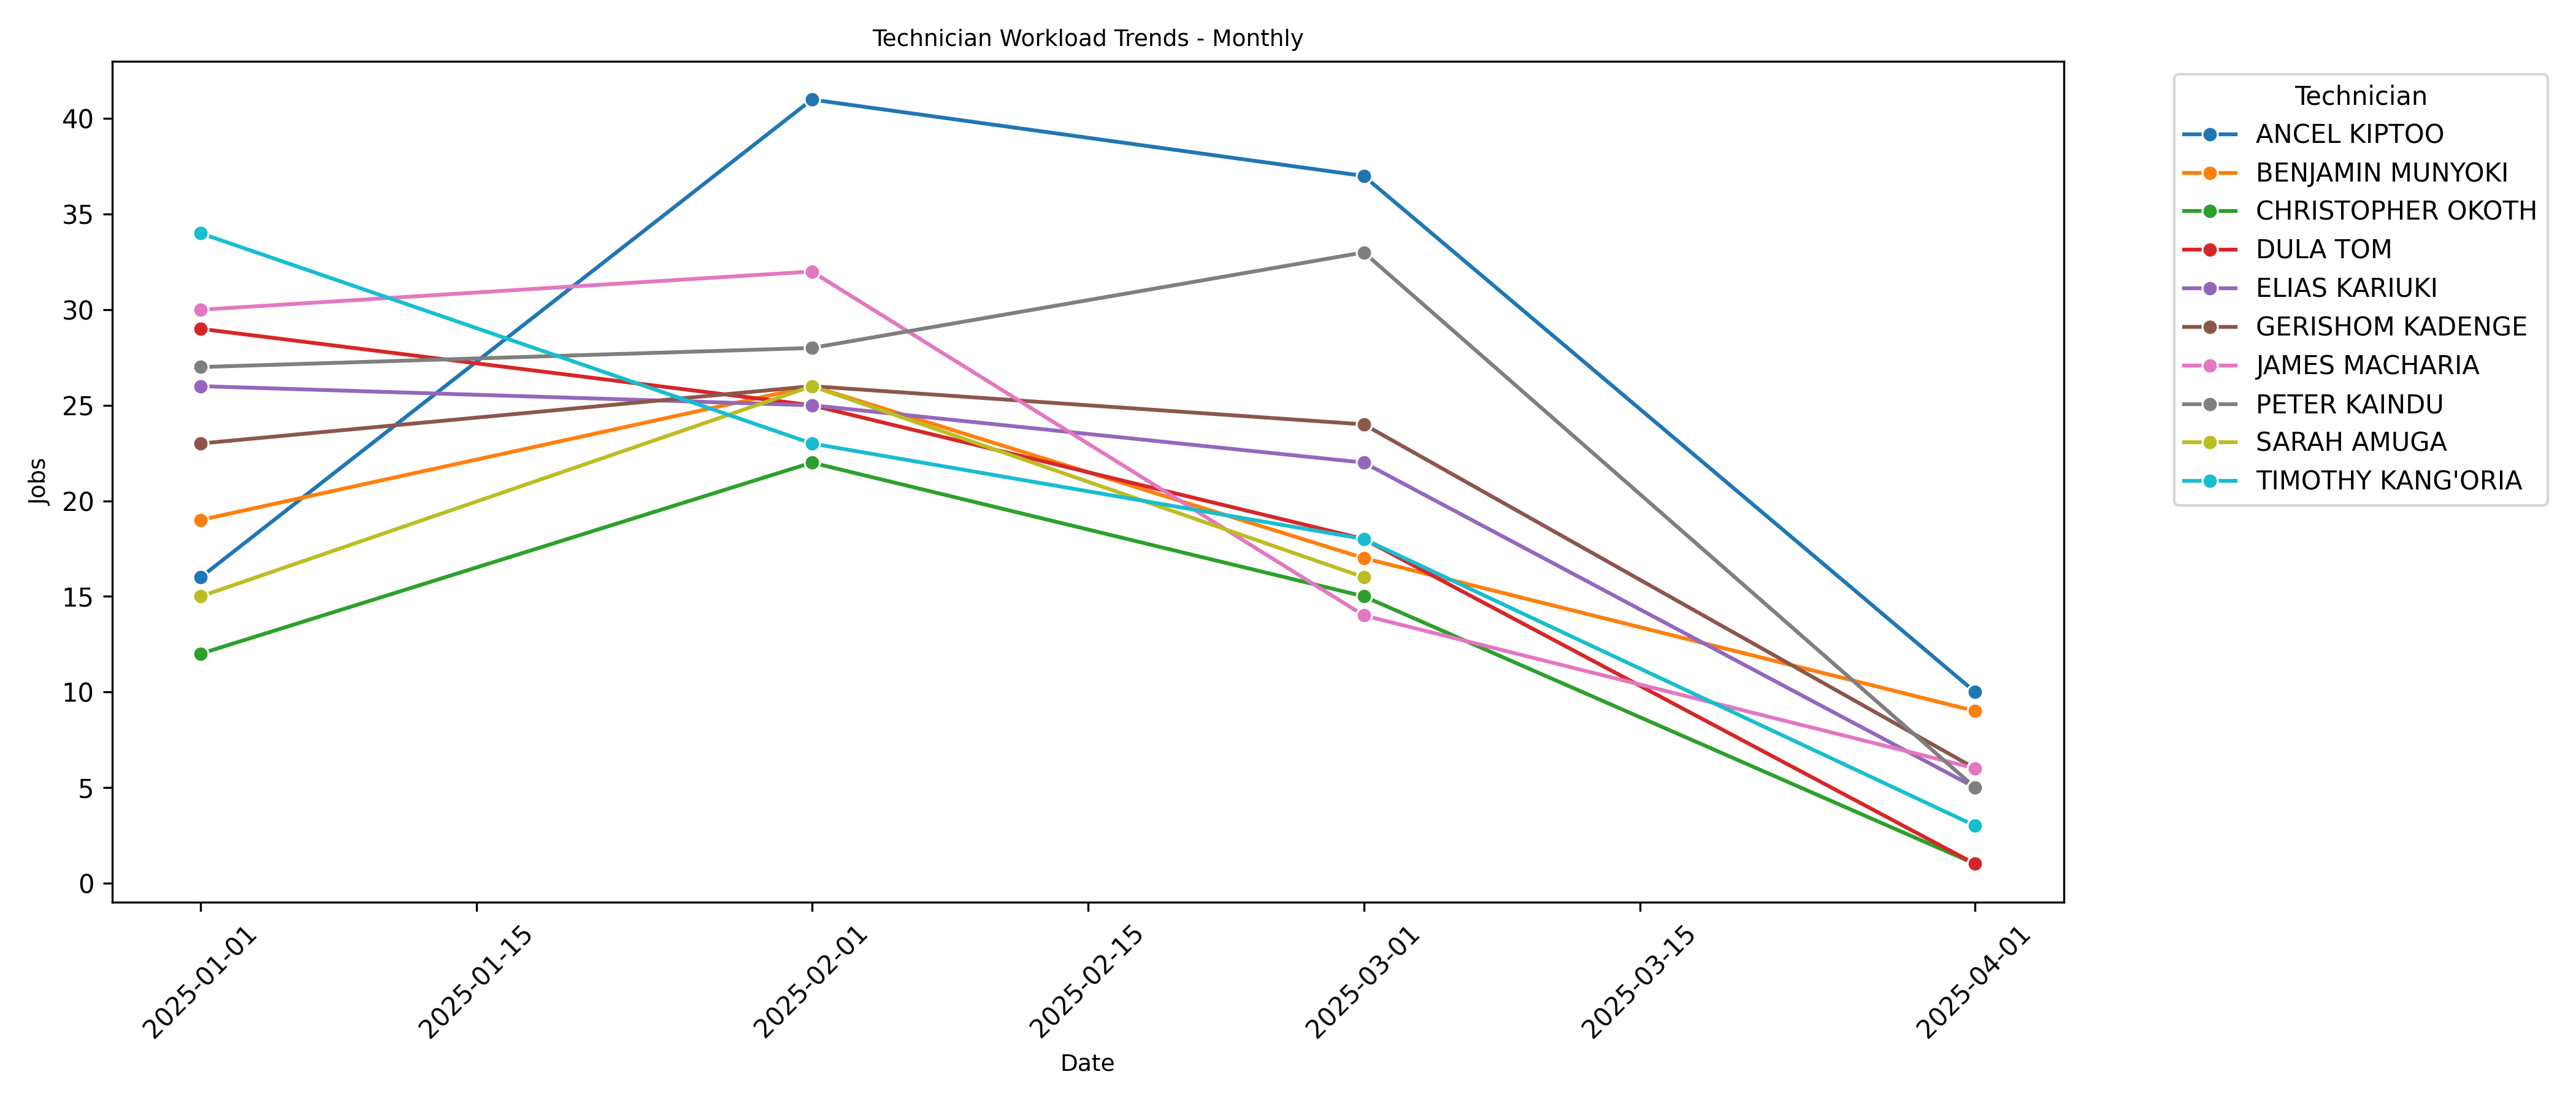 Technician Workload Trends - Monthly
Jobs
40
35
30
25
20
15
10
5
0
2025-01-01
2025-01-15
2025-02-01
2025-02-15
2025-03-01
2025-03-15
2025-04-01
Date
Technician
ANCEL KIPTOO
BENJAMIN MUNYOKI
CHRISTOPHER OKOTH
DULA TOM
ELIAS KARIUKI
GERISHOM KADENGE
JAMES MACHARIA
PETER KAINDU
SARAH AMUGA
TIMOTHY KANG'ORIA